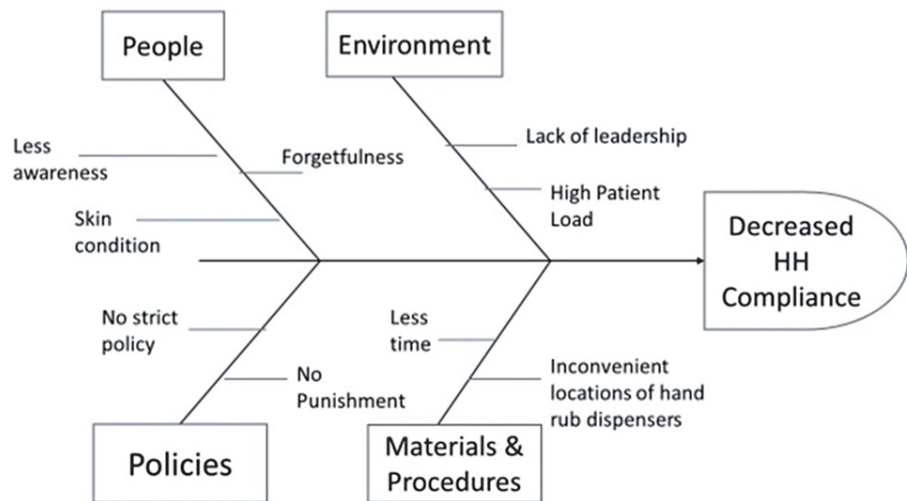 People
Environment
Less
awareness
Forgetfulness
Skin
condition
Lack of leadership
High Patient
Load
Decreased
HH
Compliance
No strict
policy
No
Punishment
Less
time
Inconvenient
locations of hand
rub dispensers
Policies
Materials &
Procedures